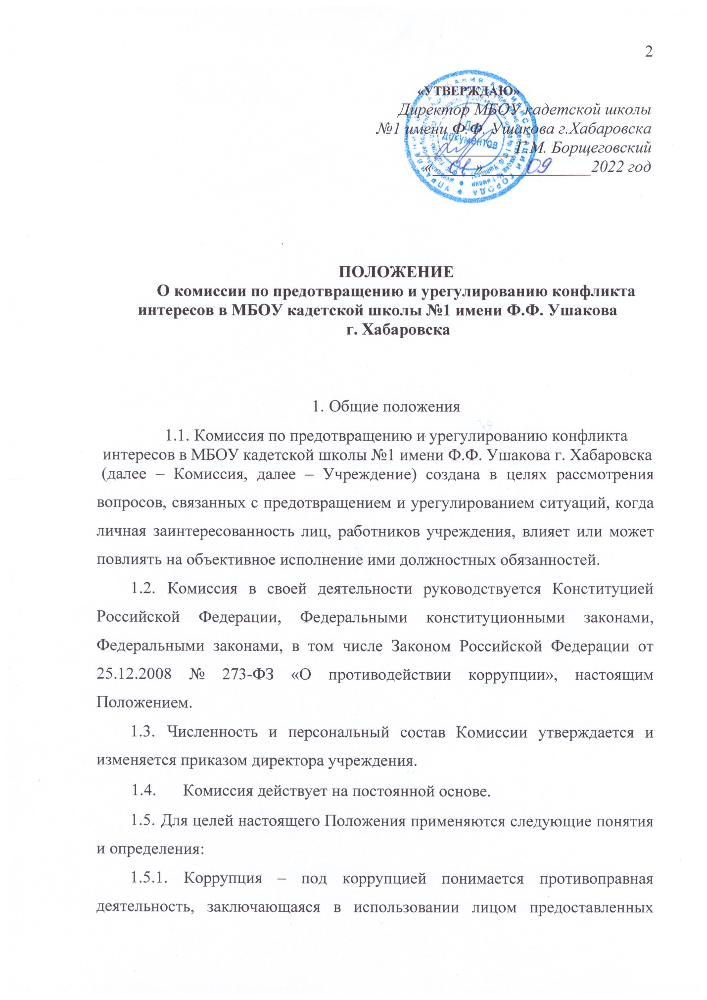 2
«УТВЕРЖДАЮ»
Директор МБОУ кадетской школы
№1 имени Ф.Ф. Ушакова г.Хабаровска
____________Г.М. Борщеговский
«__01__»______09______2022 год
Для
документов
ПОЛОЖЕНИЕ
О комиссии по предотвращению и урегулированию конфликта
интересов в МБОУ кадетской школы №1 имени Ф.Ф. Ушакова
г. Хабаровска
1. Общие положения
1.1. Комиссия по предотвращению и урегулированию конфликта
интересов в МБОУ кадетской школы №1 имени Ф.Ф. Ушакова г. Хабаровска
(далее – Комиссия, далее – Учреждение) создана в целях рассмотрения
вопросов, связанных с предотвращением и урегулированием ситуаций, когда
личная заинтересованность лиц, работников учреждения, влияет или может
повлиять на объективное исполнение ими должностных обязанностей.
1.2. Комиссия в своей деятельности руководствуется Конституцией
Российской Федерации, Федеральными конституционными законами,
Федеральными законами, в том числе Законом Российской Федерации от
25.12.2008 № 273-ФЗ «О противодействии коррупции», настоящим
Положением.
1.3. Численность и персональный состав Комиссии утверждается и
изменяется приказом директора учреждения.
1.4. Комиссия действует на постоянной основе.
1.5. Для целей настоящего Положения применяются следующие понятия
и определения:
1.5.1. Коррупция – под коррупцией понимается противоправная
деятельность, заключающаяся в использовании лицом предоставленных